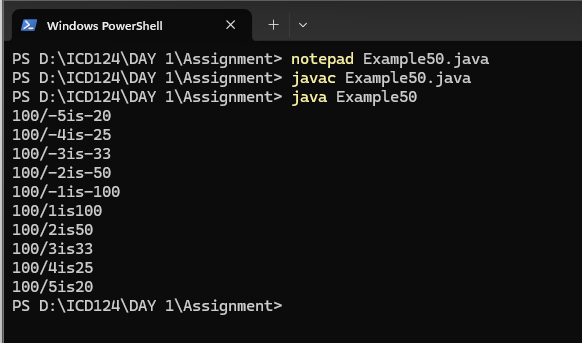 Windows PowerShell
PS D:\ICD124\DAY 1\Assignment> notepad Example50.java
PS D:\ICD124\DAY 1\Assignment> javac Example50.java
PS D:\ICD124\DAY 1\Assignment> java Example50
100/-5is-20
100/-4is-25
100/-3is-33
100/-2is-50
100/-1is-100
100/1is100
100/2is50
100/3is33
100/4is25
100/5is20
PS D:\ICD124\DAY 1\Assignment>